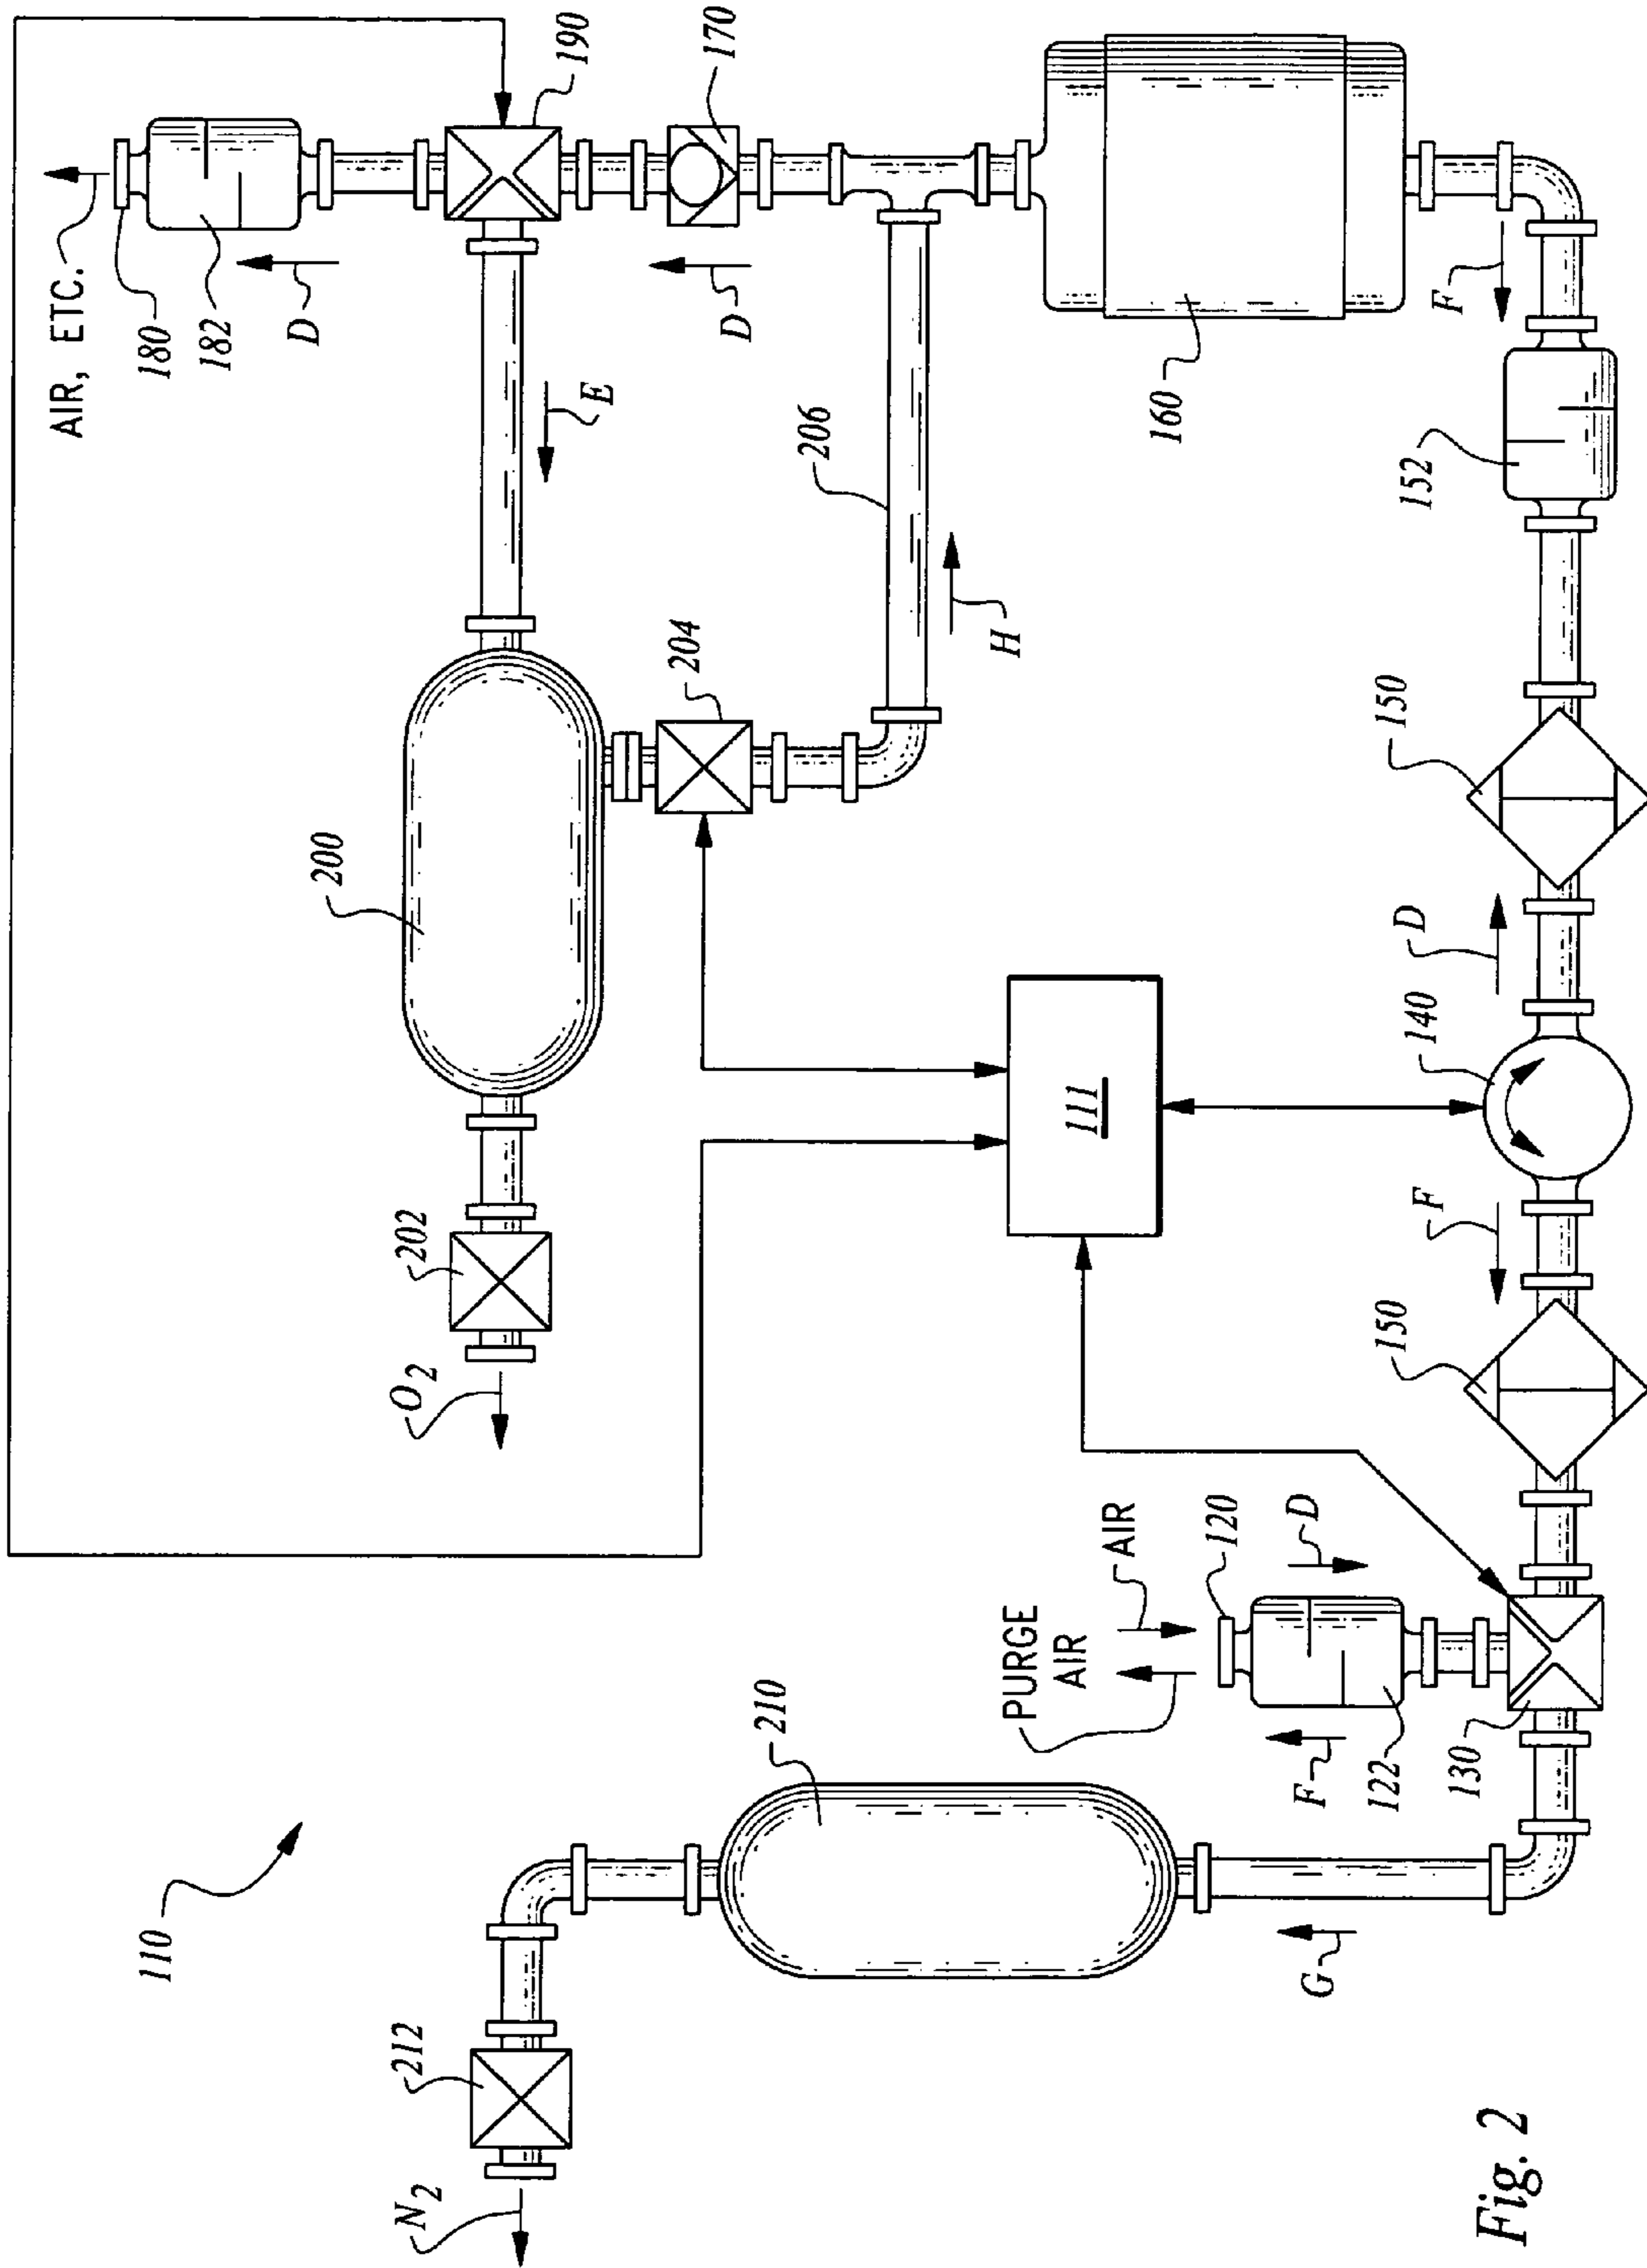 110
N2
212
210
G
PURGE
AIR
AIR
F
D
120
122
130
O2
202
200
204
206
H
E
AIR, ETC.
180
182
D
190
170
D
160
F
152
150
D
140
F
150
111
Fig. 2